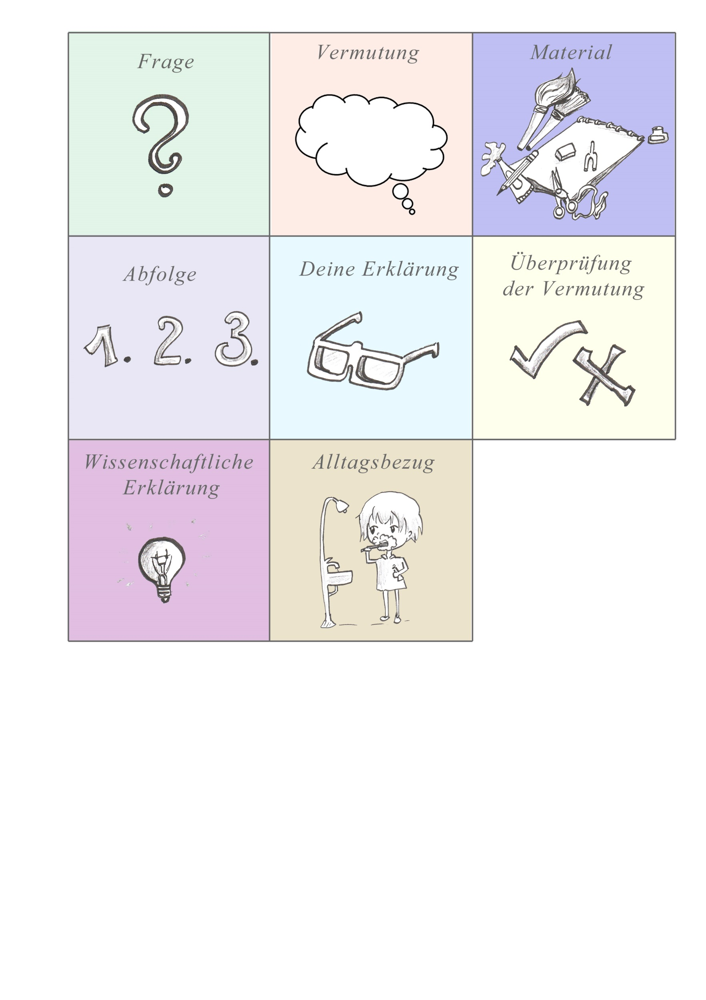 Frage
Vermutung
Material
Abfolge
1. 2. 3.
Deine Erklärung
Überprüfung
der Vermutung
Wissenschaftliche
Erklärung
Alltagsbezug